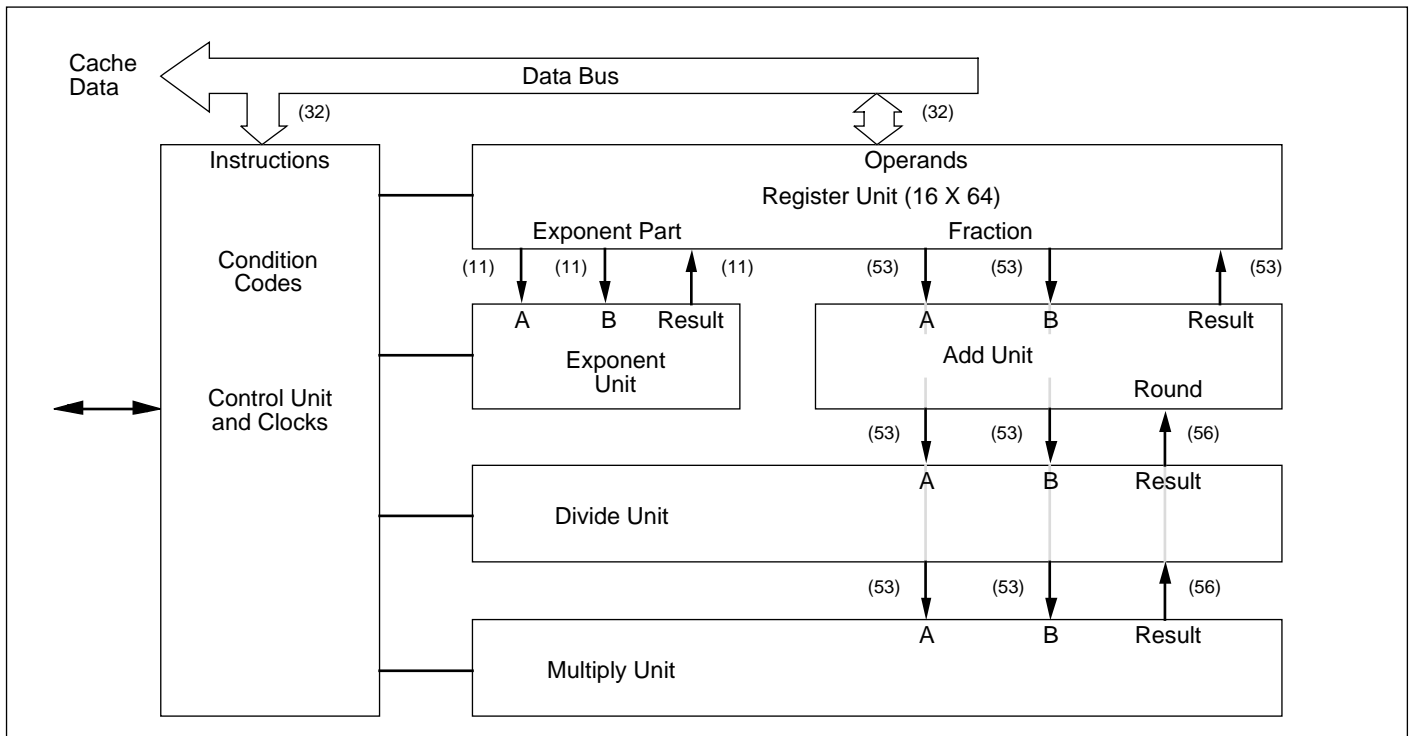 Cache
Data
Data Bus
(32)
(32)
Instructions
Operands
Register Unit (16 X 64)
Exponent Part
Fraction
Condition
Codes
(11)
(11)
(11)
(53)
(53)
(53)
A
B
Result
A
B
Result
Exponent
Unit
Add Unit
Round
Control Unit
and Clocks
(53)
(53)
(56)
A
B
Result
Divide Unit
(53)
(53)
(56)
A
B
Result
Multiply Unit